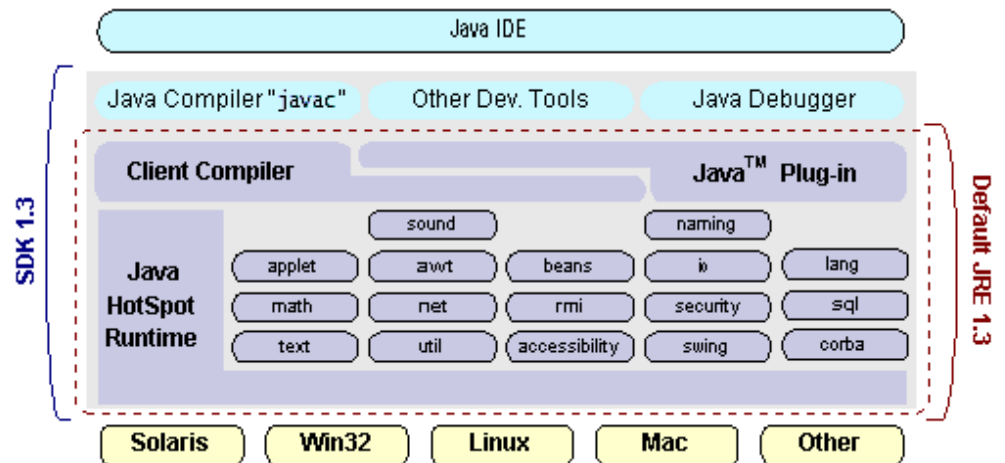 Java IDE
Java Compiler "javac"
Other Dev. Tools
Java Debugger
SDK 1.3
Default JRE 1.3
Client Compiler
Java™ Plug-in
Java
HotSpot
Runtime
sound
naming
applet
awt
beans
io
lang
math
net
rmi
security
sql
text
util
accessibility
swing
corba
Solaris
Win32
Linux
Mac
Other